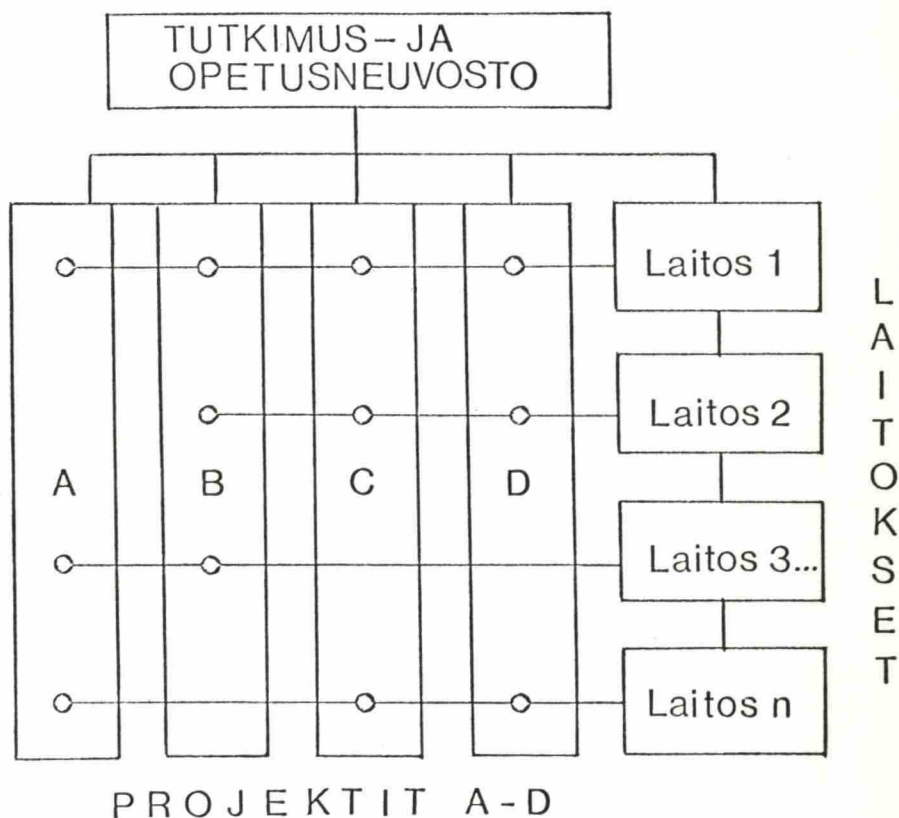 TUTKIMUS- JA
OPETUSNEUVOSTO
Laitos 1
Laitos 2
A B C D
Laitos 3...
Laitos n
LAITOKSET
PROJEKTIT A-D